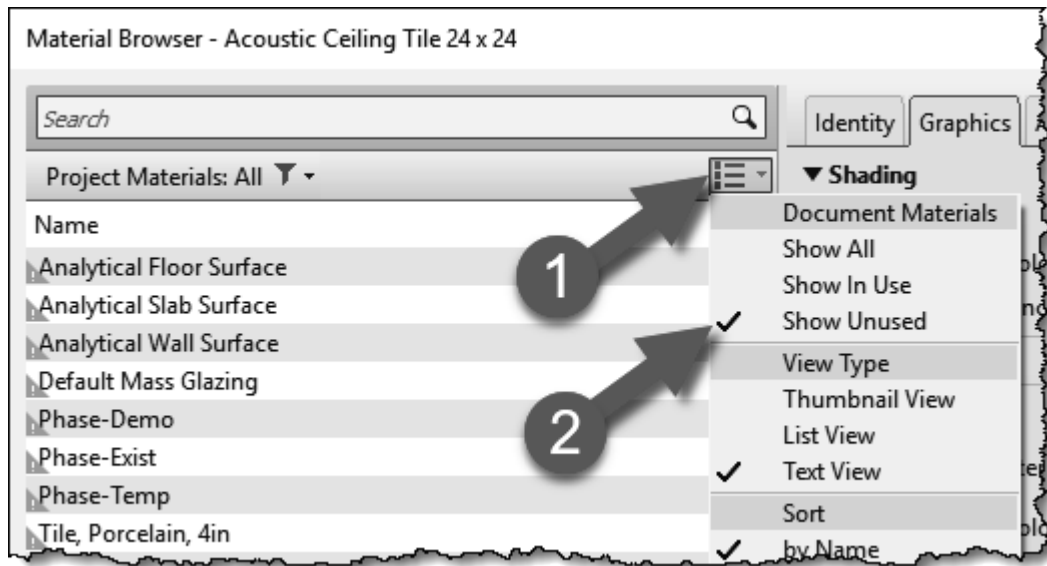 Material Browser - Acoustic Ceiling Tile 24 x 24
Search
Identity
Graphics
Project Materials: All
Shading
Name
Analytical Floor Surface
Analytical Slab Surface
Analytical Wall Surface
Default Mass Glazing
Phase-Demo
Phase-Exist
Phase-Temp
Tile, Porcelain, 4in
1
2
Document Materials
Show All
Show In Use
Show Unused
View Type
Thumbnail View
List View
Text View
Sort
by Name